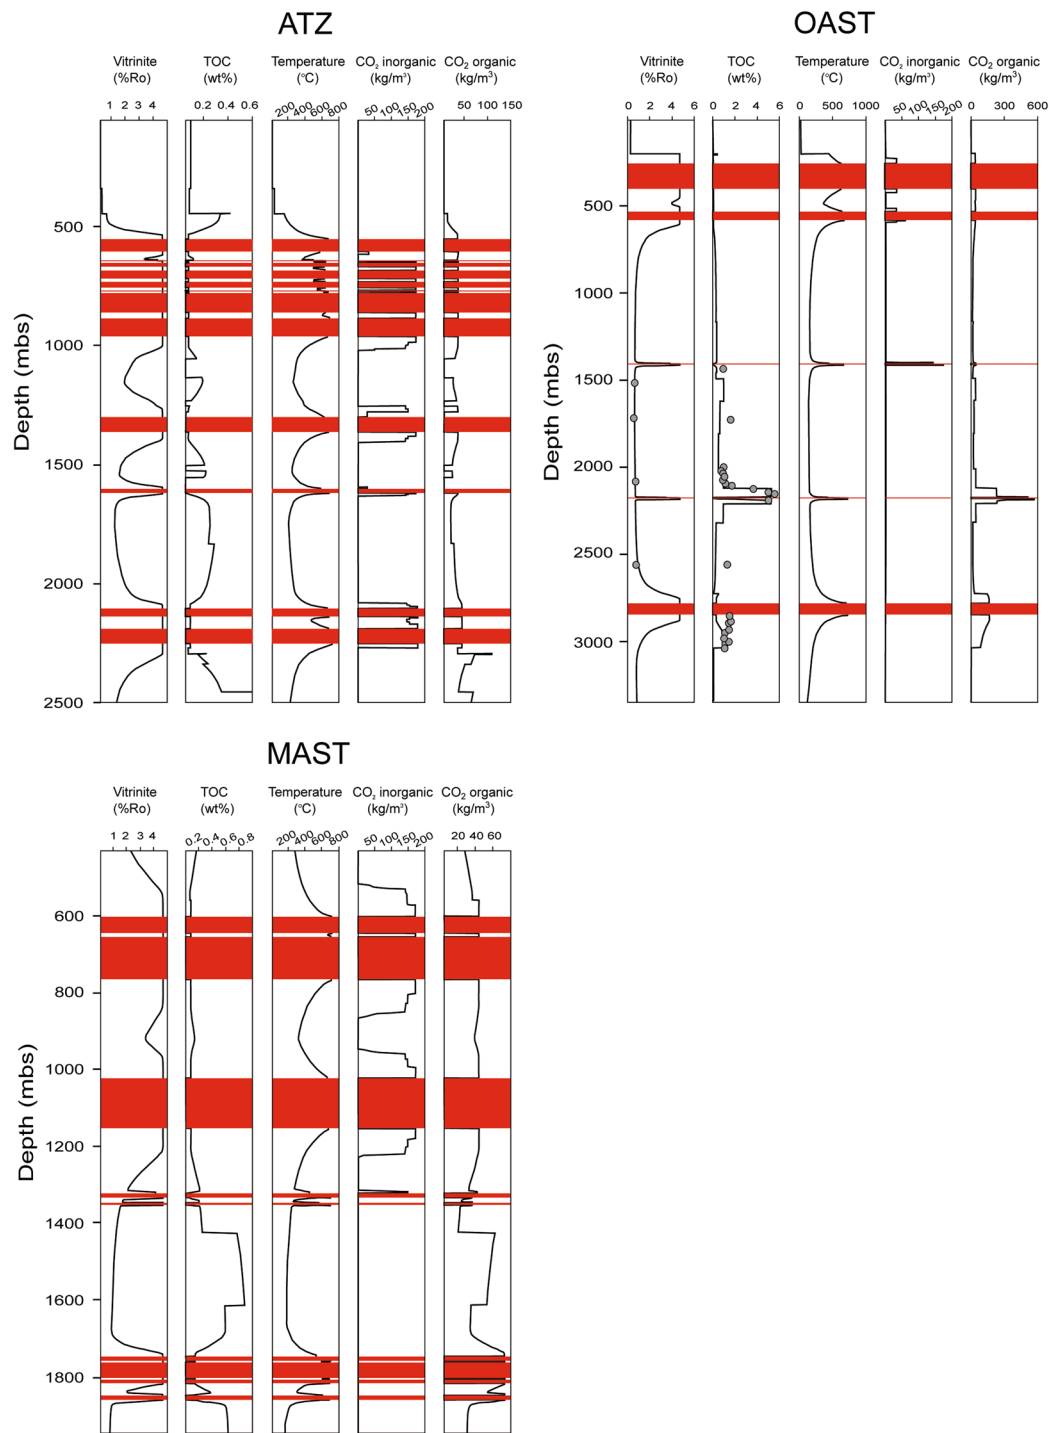 ATZ
Vitrinite (%Ro)
TOC (wt%)
Temperature (°C)
CO₂ inorganic (kg/m³)
CO₂ organic (kg/m³)
1 2 3 4
0.2 0.4 0.6
200 400 600 800
50 100 150 200
50 100 150
Depth (mbs)
500
1000
1500
2000
2500
OAST
Vitrinite (%Ro)
TOC (wt%)
Temperature (°C)
CO₂ inorganic (kg/m³)
CO₂ organic (kg/m³)
0 2 4 6
0 2 4 6
0 500 1000
50 100 150 200
0 300 600
Depth (mbs)
500
1000
1500
2000
2500
3000
MAST
Vitrinite (%Ro)
TOC (wt%)
Temperature (°C)
CO₂ inorganic (kg/m³)
CO₂ organic (kg/m³)
1 2 3 4
0.2 0.4 0.6 0.8
200 400 600 800
50 100 150 200
20 40 60
Depth (mbs)
600
800
1000
1200
1400
1600
1800